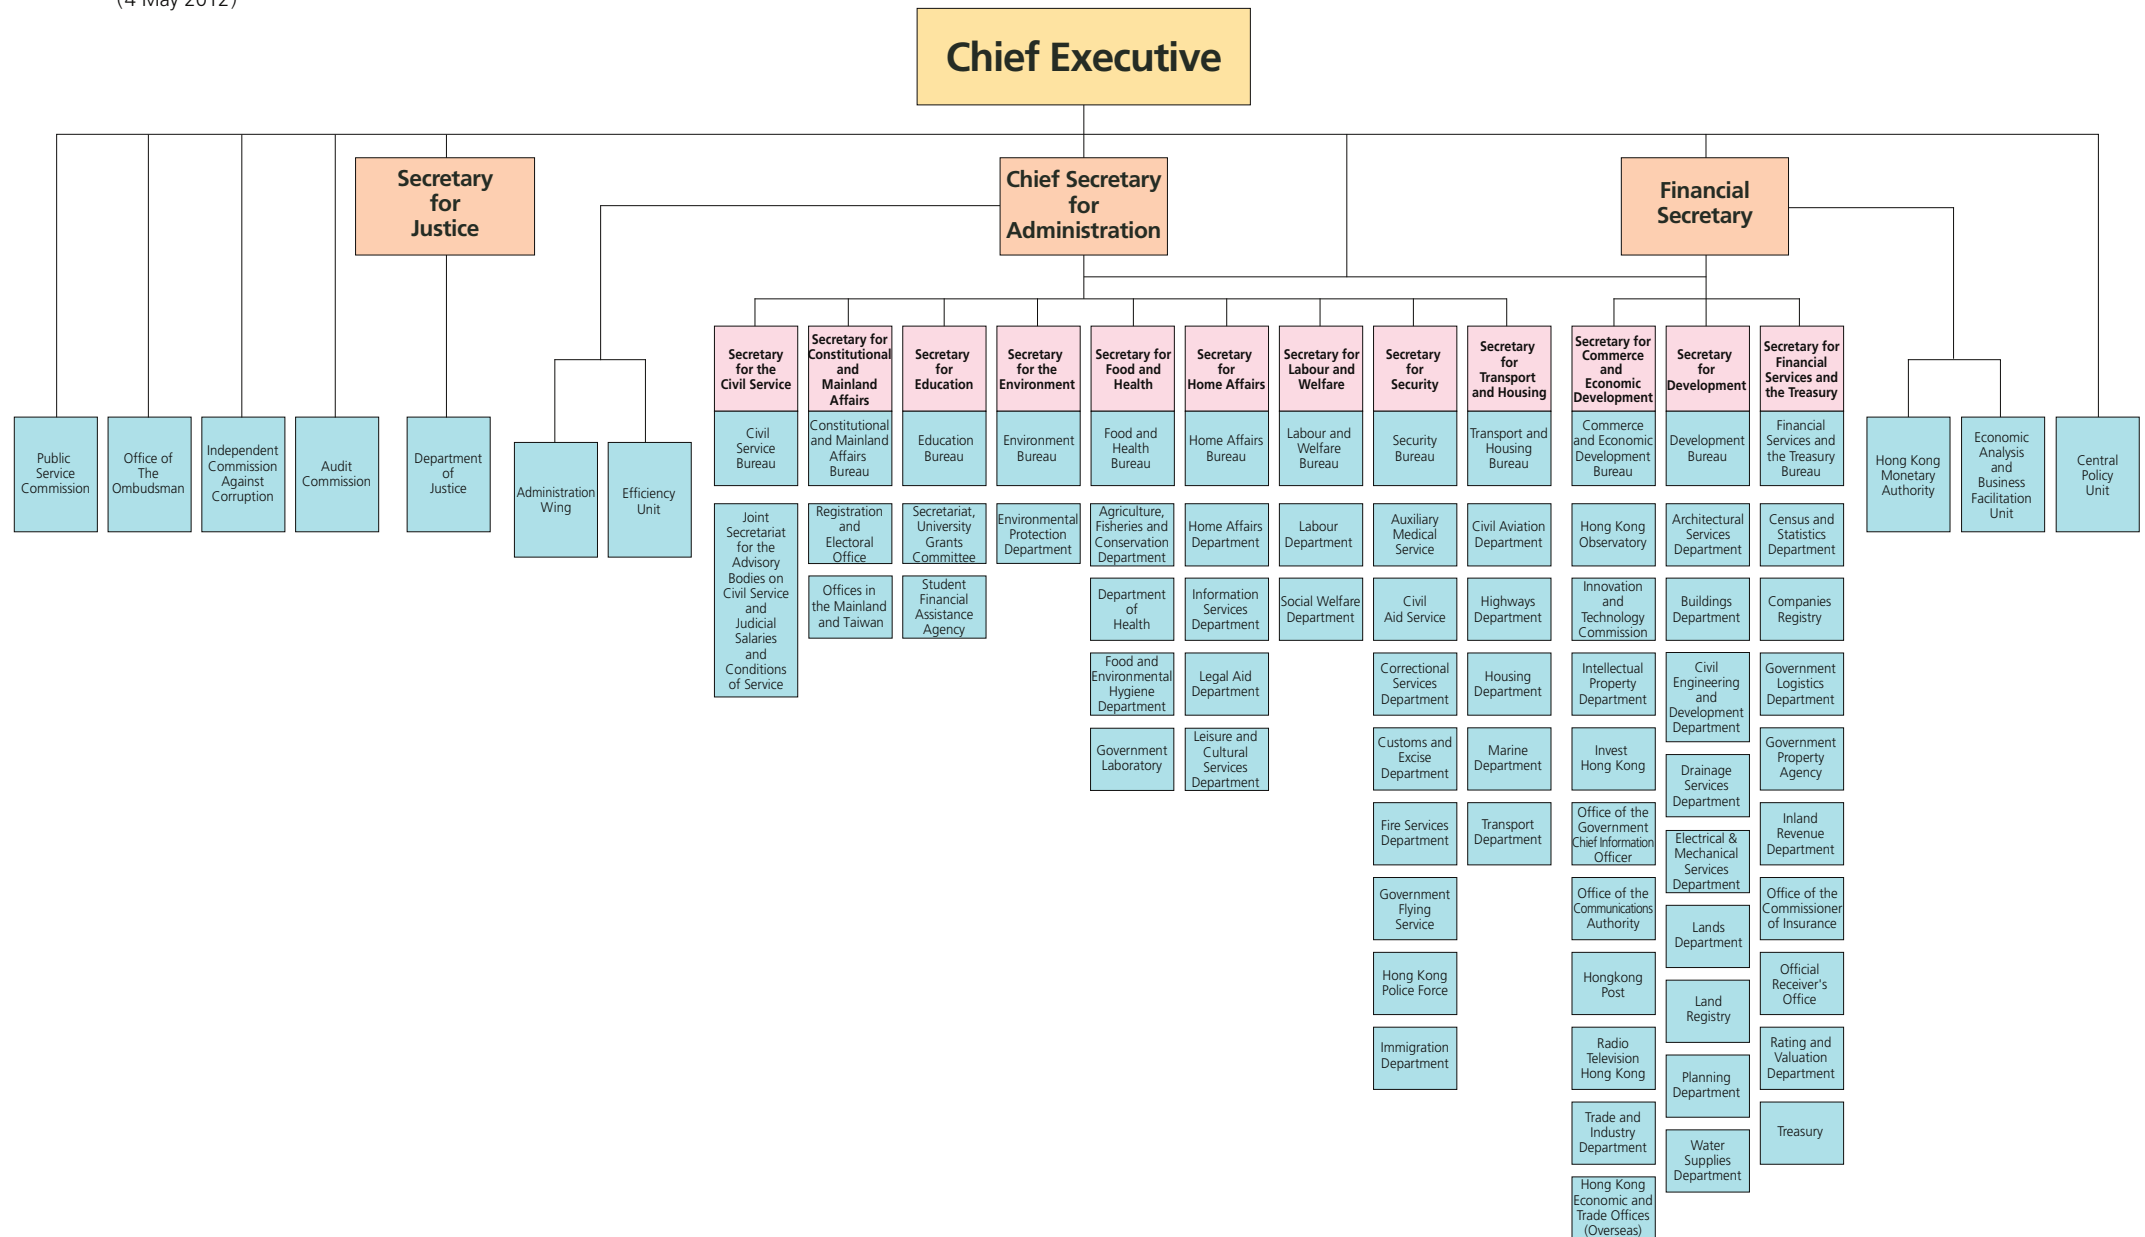 (4 May 2012)
Chief Executive
Secretary
for
Justice
Chief Secretary
for
Administration
Financial
Secretary
Public
Service
Commission
Office of
The
Ombudsman
Independent
Commission
Against
Corruption
Audit
Commission
Department
of
Justice
Administration
Wing
Efficiency
Unit
Secretary
for the
Civil Service
Civil
Service
Bureau
Joint
Secretariat
for the
Advisory
Bodies on
Civil Service
and
Judicial
Salaries
and
Conditions
of Service
Secretary for
Constitutional
and
Mainland
Affairs
Constitutional
and Mainland
Affairs
Bureau
Registration
and
Electoral
Office
Offices in
the Mainland
and Taiwan
Secretary
for
Education
Education
Bureau
Secretariat,
University
Grants
Committee
Student
Financial
Assistance
Agency
Secretary
for the
Environment
Environment
Bureau
Environmental
Protection
Department
Secretary for
Food and
Health
Food and
Health
Bureau
Agriculture,
Fisheries and
Conservation
Department
Department
of
Health
Food and
Environmental
Hygiene
Department
Government
Laboratory
Secretary
for
Home Affairs
Home Affairs
Bureau
Home Affairs
Department
Information
Services
Department
Legal Aid
Department
Leisure and
Cultural
Services
Department
Secretary for
Labour and
Welfare
Labour and
Welfare
Bureau
Labour
Department
Social Welfare
Department
Secretary
for
Security
Security
Bureau
Auxiliary
Medical
Service
Civil
Aid Service
Correctional
Services
Department
Customs and
Excise
Department
Fire Services
Department
Government
Flying
Service
Hong Kong
Police Force
Immigration
Department
Secretary
for
Transport
and Housing
Transport and
Housing
Bureau
Civil Aviation
Department
Highways
Department
Housing
Department
Marine
Department
Transport
Department
Secretary for
Commerce
and
Economic
Development
Commerce
and Economic
Development
Bureau
Hong Kong
Observatory
Innovation
and
Technology
Commission
Intellectual
Property
Department
Invest
Hong Kong
Office of the
Government
Chief Information
Officer
Office of the
Communications
Authority
Hongkong
Post
Radio
Television
Hong Kong
Trade and
Industry
Department
Hong Kong
Economic and
Trade Offices
(Overseas)
Secretary
for
Development
Development
Bureau
Architectural
Services
Department
Buildings
Department
Civil
Engineering
and
Development
Department
Drainage
Services
Department
Electrical &
Mechanical
Services
Department
Lands
Department
Land
Registry
Planning
Department
Water
Supplies
Department
Secretary for
Financial
Services and
the Treasury
Financial
Services and
the Treasury
Bureau
Census and
Statistics
Department
Companies
Registry
Government
Logistics
Department
Government
Property
Agency
Inland
Revenue
Department
Office of the
Commissioner
of Insurance
Official
Receiver's
Office
Rating and
Valuation
Department
Treasury
Hong Kong
Monetary
Authority
Economic
Analysis
and
Business
Facilitation
Unit
Central
Policy
Unit